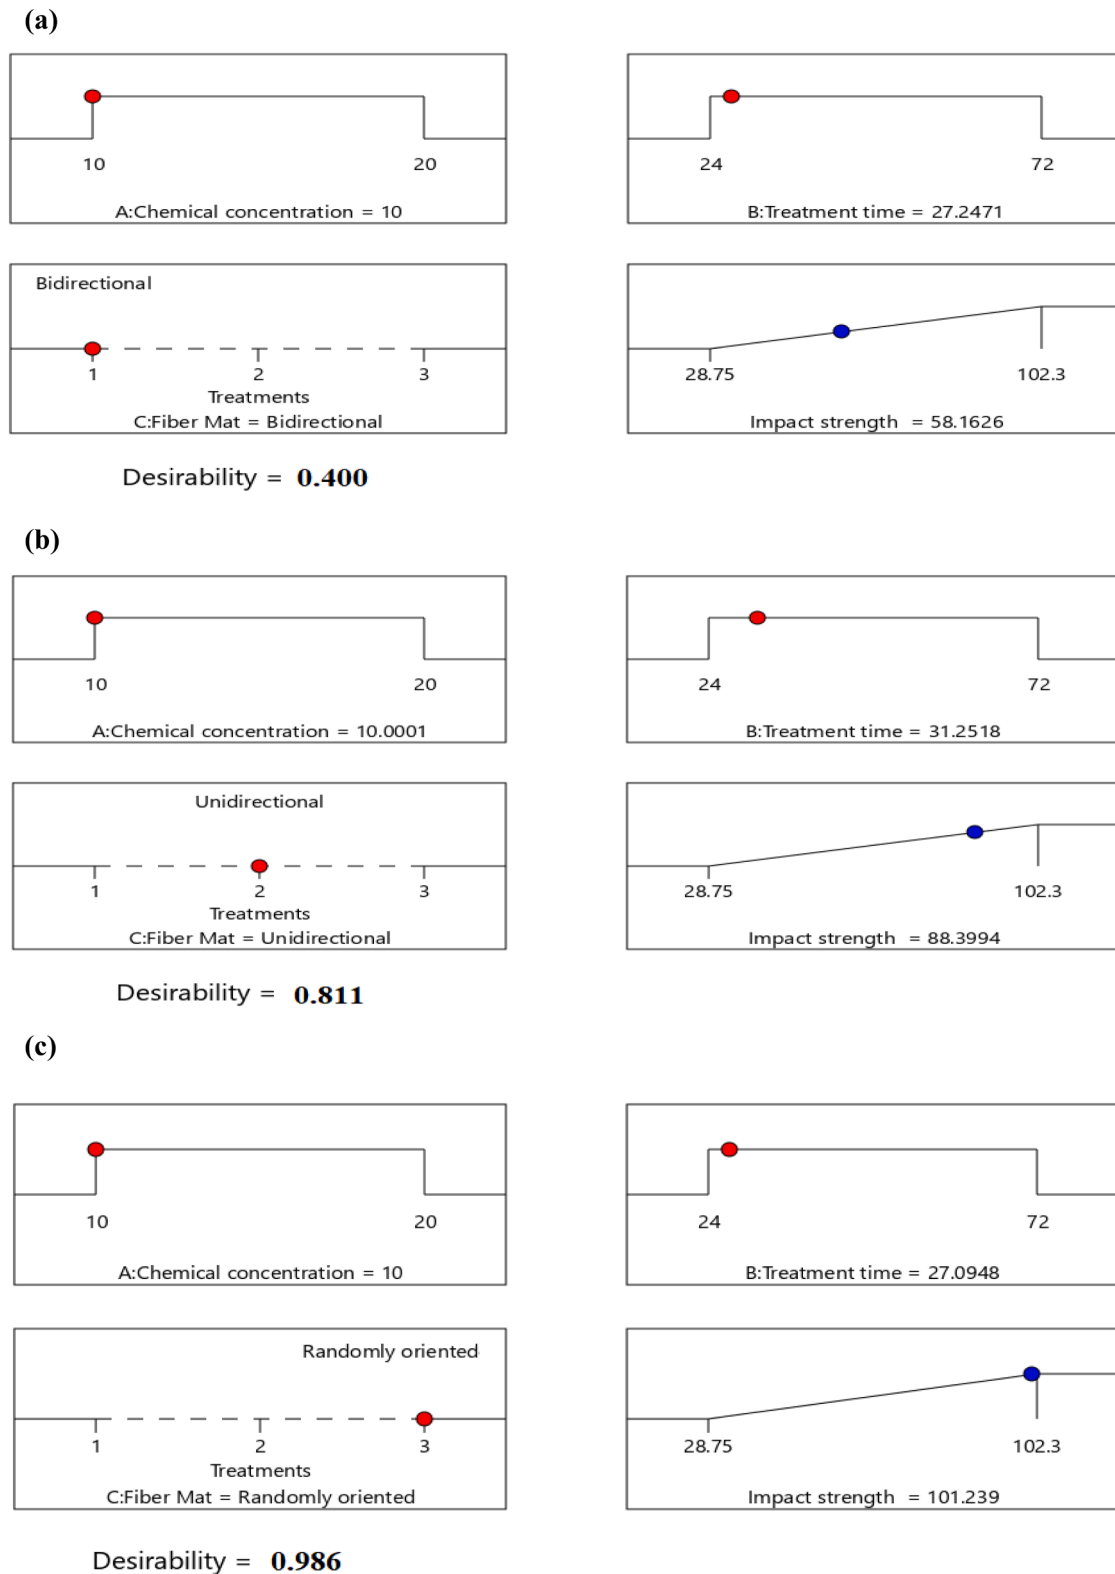 (a)
10 20
A:Chemical concentration = 10
24 72
B:Treatment time = 27.2471
Bidirectional
1 2 3
Treatments
C:Fiber Mat = Bidirectional
28.75 102.3
Impact strength = 58.1626
Desirability = 0.400
(b)
10 20
A:Chemical concentration = 10.0001
24 72
B:Treatment time = 31.2518
Unidirectional
1 2 3
Treatments
C:Fiber Mat = Unidirectional
28.75 102.3
Impact strength = 88.3994
Desirability = 0.811
(c)
10 20
A:Chemical concentration = 10
24 72
B:Treatment time = 27.0948
Randomly oriented
1 2 3
Treatments
C:Fiber Mat = Randomly oriented
28.75 102.3
Impact strength = 101.239
Desirability = 0.986